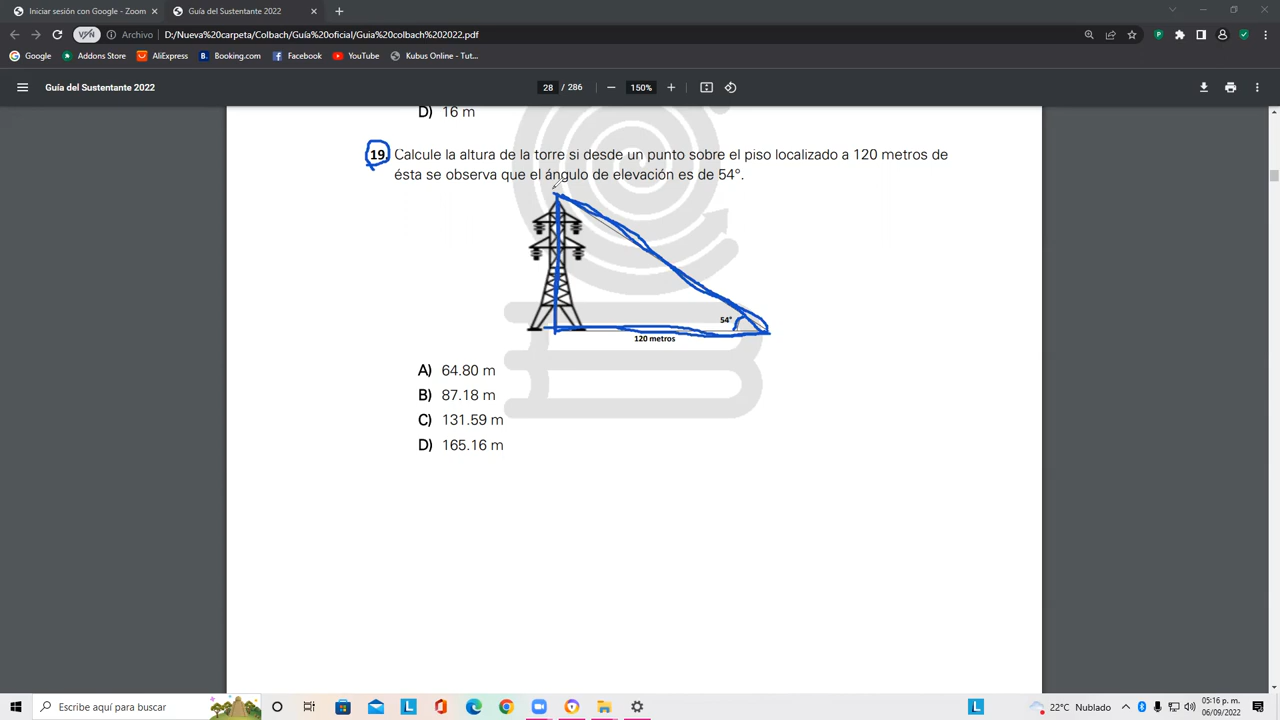 Iniciar sesión con Google - Zoom
Guía del Sustentante 2022
VPN
Archivo
D:/Nueva%20carpeta/Colbach/Guía%20oficial/Guia%20colbach%202022.pdf
Google
Addons Store
AliExpress
Booking.com
Facebook
YouTube
Kubus Online - Tut...
Guía del Sustentante 2022
28 / 286
150%
D) 16 m
19. Calcule la altura de la torre si desde un punto sobre el piso localizado a 120 metros de
ésta se observa que el ángulo de elevación es de 54°.
54°
120 metros
A) 64.80 m
B) 87.18 m
C) 131.59 m
D) 165.16 m
Escribe aquí para buscar
22°C Nublado
05:16 p. m.
06/09/2022